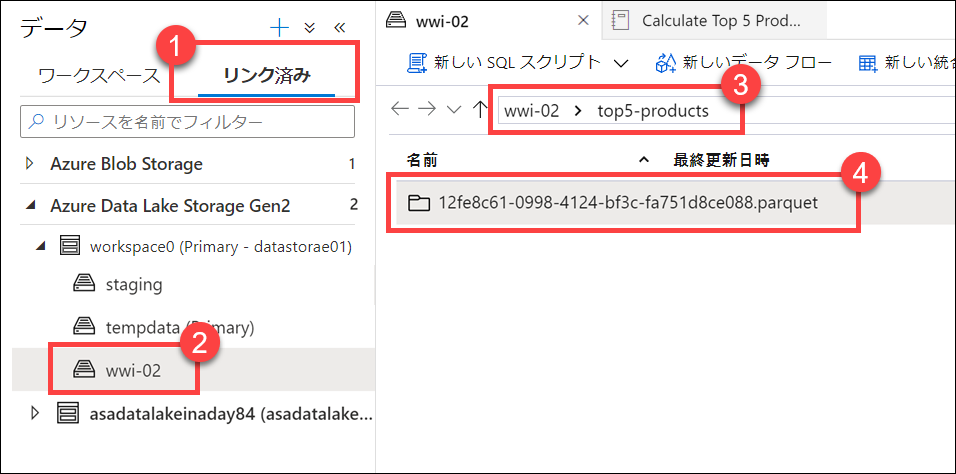 データ
1
ワークスペース
リンク済み
リソースを名前でフィルター
Azure Blob Storage 1
Azure Data Lake Storage Gen2 2
workspace0 (Primary - datastorae01)
staging
tempdata (Primary)
2
wwi-02
asadatalakeinaday84 (asadatalake...
wwi-02
Calculate Top 5 Prod...
新しい SQL スクリプト
新しいデータ フロー
新しい統合
3
wwi-02 > top5-products
名前
最終更新日時
4
12fe8c61-0998-4124-bf3c-fa751d8ce088.parquet